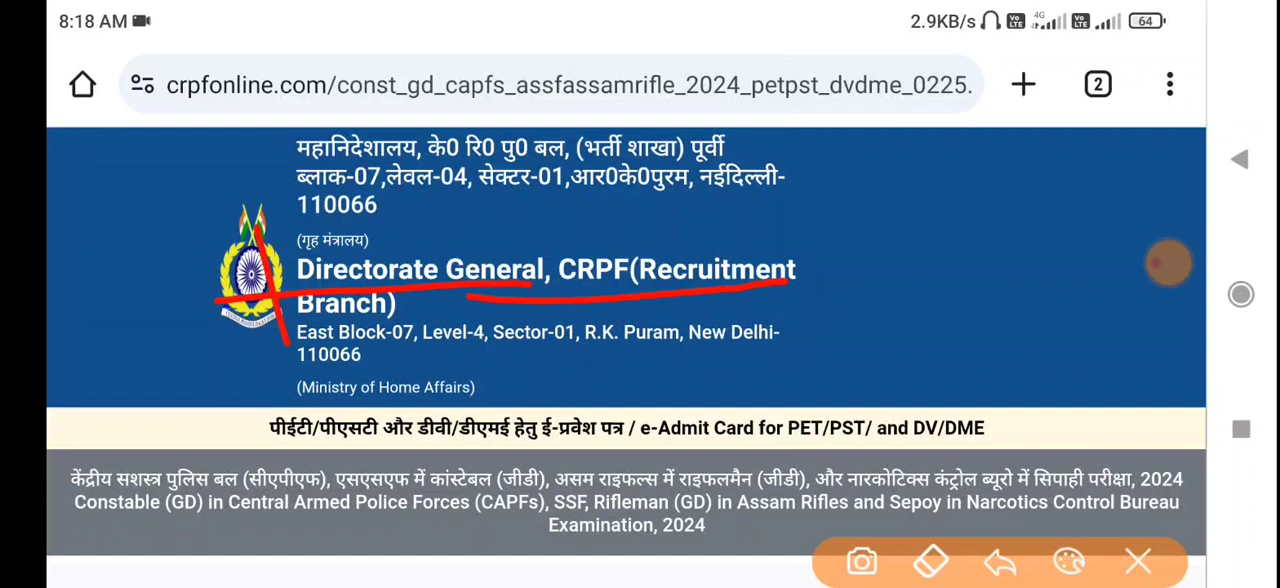 8:18 AM
2.9KB/s Vo LTE 4G Vo LTE 64
crpfonline.com/const_gd_capfs_assfassamrifle_2024_petpst_dvdme_0225.
2
महानिदेशालय, के0 रि0 पु0 बल, (भर्ती शाखा) पूर्वी
ब्लाक-07,लेवल-04, सेक्टर-01,आर0के0पुरम, नईदिल्ली-
110066
(गृह मंत्रालय)
Directorate General, CRPF(Recruitment
Branch)
East Block-07, Level-4, Sector-01, R.K. Puram, New Delhi-
110066
(Ministry of Home Affairs)
पीईटी/पीएसटी और डीवी/डीएमई हेतु ई-प्रवेश पत्र / e-Admit Card for PET/PST/ and DV/DME
केंद्रीय सशस्त्र पुलिस बल (सीएपीएफ), एसएसएफ में कांस्टेबल (जीडी), असम राइफल्स में राइफलमैन (जीडी), और नारकोटिक्स कंट्रोल ब्यूरो में सिपाही परीक्षा, 2024
Constable (GD) in Central Armed Police Forces (CAPFs), SSF, Rifleman (GD) in Assam Rifles and Sepoy in Narcotics Control Bureau
Examination, 2024